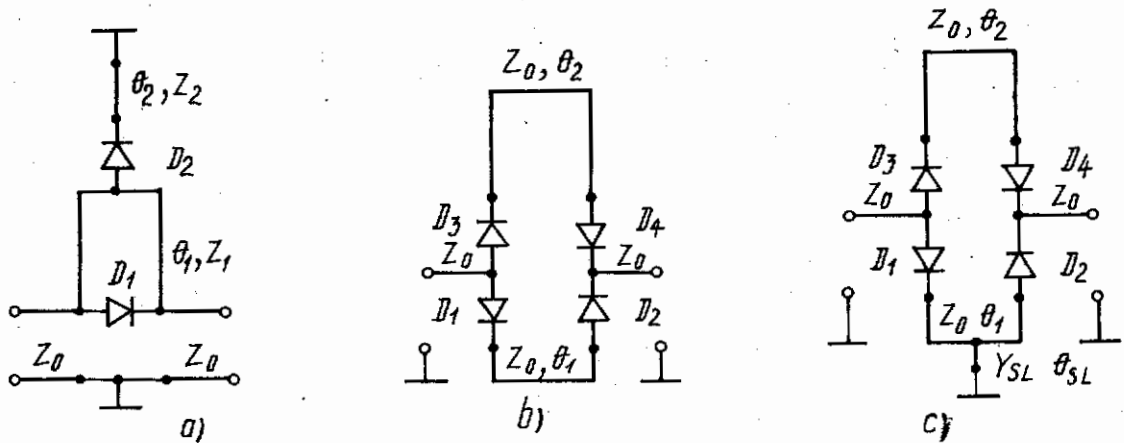 θ2, Z2
D2
θ1, Z1
D1
Z0
Z0
a)
Z0, θ2
D3
D4
Z0
Z0
D1
D2
Z0, θ1
b)
Z0, θ2
D3
D4
Z0
Z0
D1
D2
Z0 θ1
YSL θSL
c)